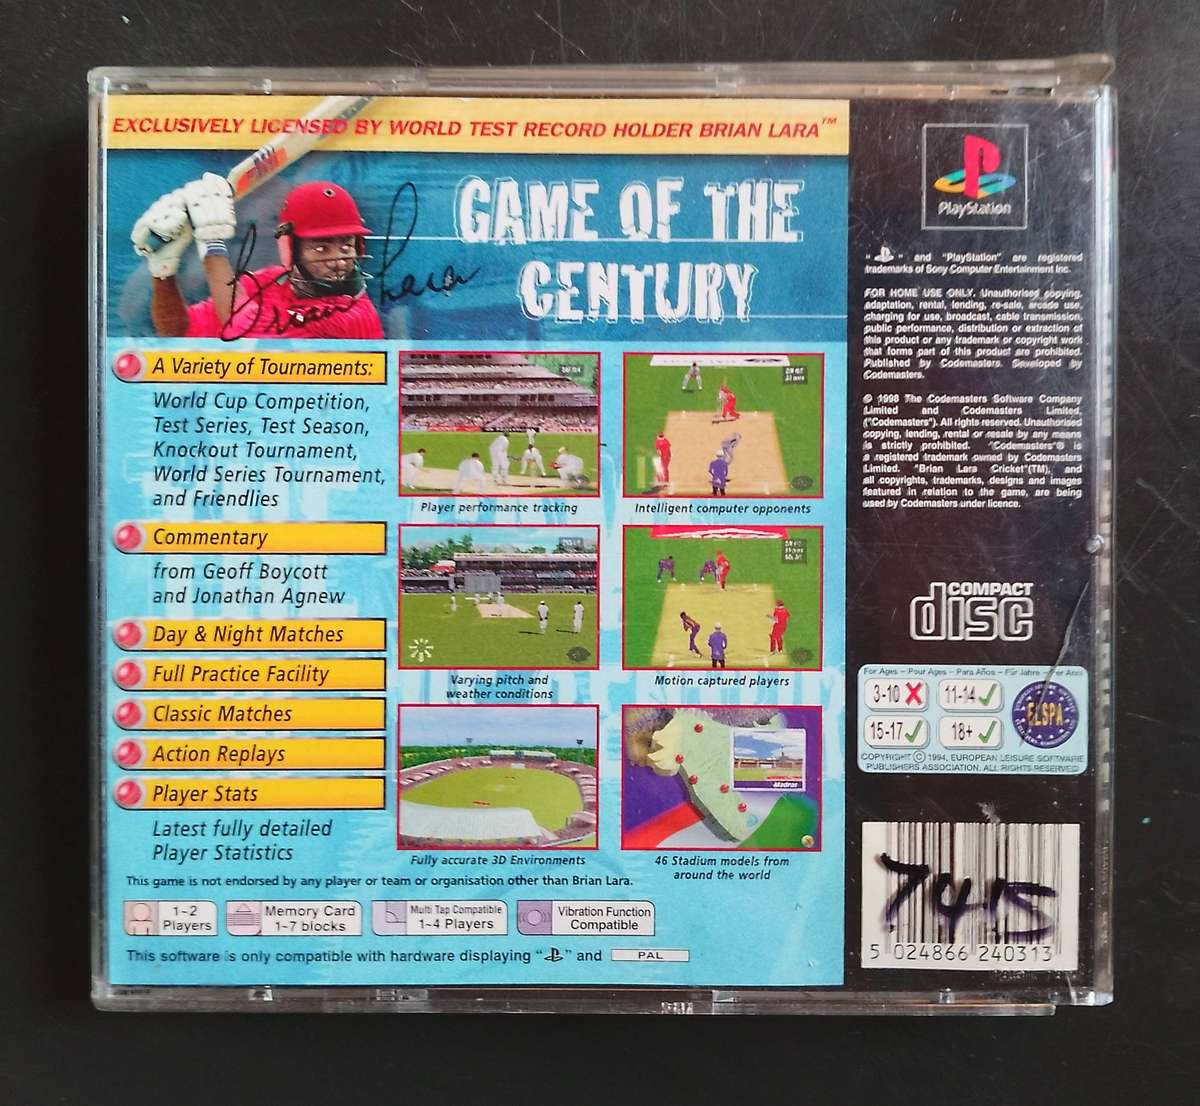 EXCLUSIVELY LICENSED BY WORLD TEST RECORD HOLDER BRIAN LARA™
GAME OF THE
CENTURY
Brian Lara
A Variety of Tournaments:
World Cup Competition,
Test Series, Test Season,
Knockout Tournament,
World Series Tournament,
and Friendlies
Commentary
from Geoff Boycott
and Jonathan Agnew
Day & Night Matches
Full Practice Facility
Classic Matches
Action Replays
Player Stats
Latest fully detailed
Player Statistics
Player performance tracking
Intelligent computer opponents
Varying pitch and
weather conditions
Motion captured players
Fully accurate 3D Environments
Madras
46 Stadium models from
around the world
This game is not endorsed by any player or team or organisation other than Brian Lara.
1~2
Players
Memory Card
1~7 blocks
Multi Tap Compatible
1~4 Players
Vibration Function
Compatible
This software is only compatible with hardware displaying " " and PAL
PlayStation
" " and "PlayStation" are registered
trademarks of Sony Computer Entertainment Inc.
FOR HOME USE ONLY. Unauthorised copying,
adaptation, rental, lending, re-sale, arcade use,
charging for use, broadcast, cable transmission,
public performance, distribution or extraction of
this product or any trademark or copyright work
that forms part of this product are prohibited.
Published by Codemasters. Developed by
Codemasters.
© 1998 The Codemasters Software Company
Limited and Codemasters Limited,
("Codemasters"). All rights reserved. Unauthorised
copying, lending, rental or resale by any means
is strictly prohibited. "Codemasters"® is
a registered trademark owned by Codemasters
Limited. "Brian Lara Cricket"(TM), and
all copyrights, trademarks, designs and images
featured in relation to the game, are being
used by Codemasters under licence.
COMPACT
disc
For Ages - Pour Ages - Para Años - Für Jahre - Per Anni
3-10 11-14
15-17 18+
ELSPA
COPYRIGHT © 1994, EUROPEAN LEISURE SOFTWARE
PUBLISHERS ASSOCIATION, ALL RIGHTS RESERVED
7415
5 024866 240313